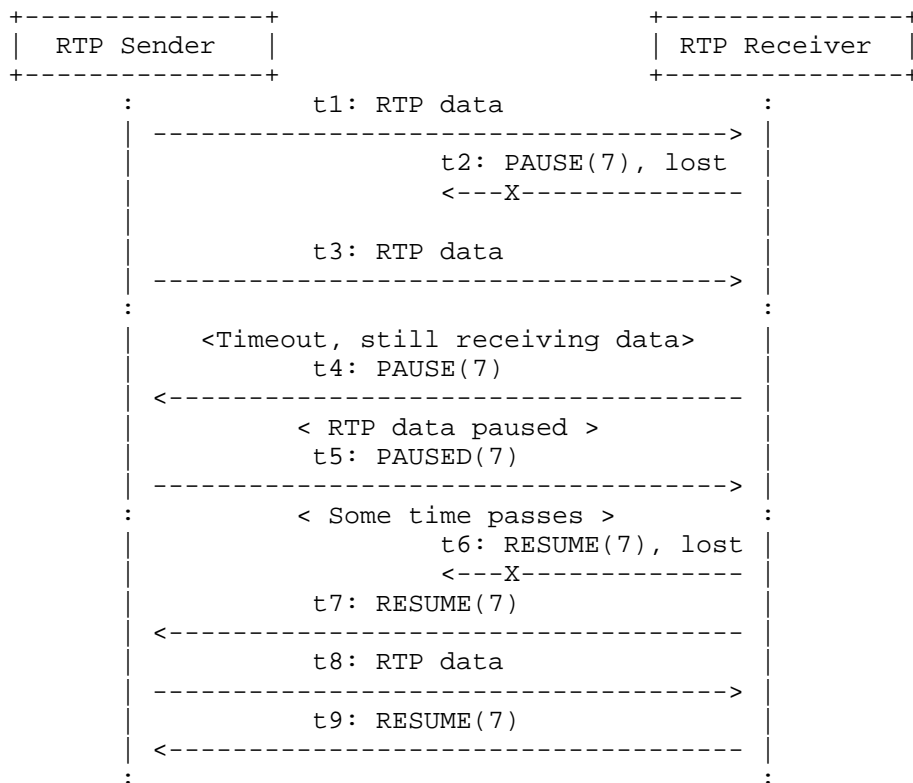 RTP Sender RTP Receiver
t1: RTP data
t2: PAUSE(7), lost
<---X--------------
t3: RTP data
<Timeout, still receiving data>
t4: PAUSE(7)
< RTP data paused >
t5: PAUSED(7)
< Some time passes >
t6: RESUME(7), lost
<---X--------------
t7: RESUME(7)
t8: RTP data
t9: RESUME(7)